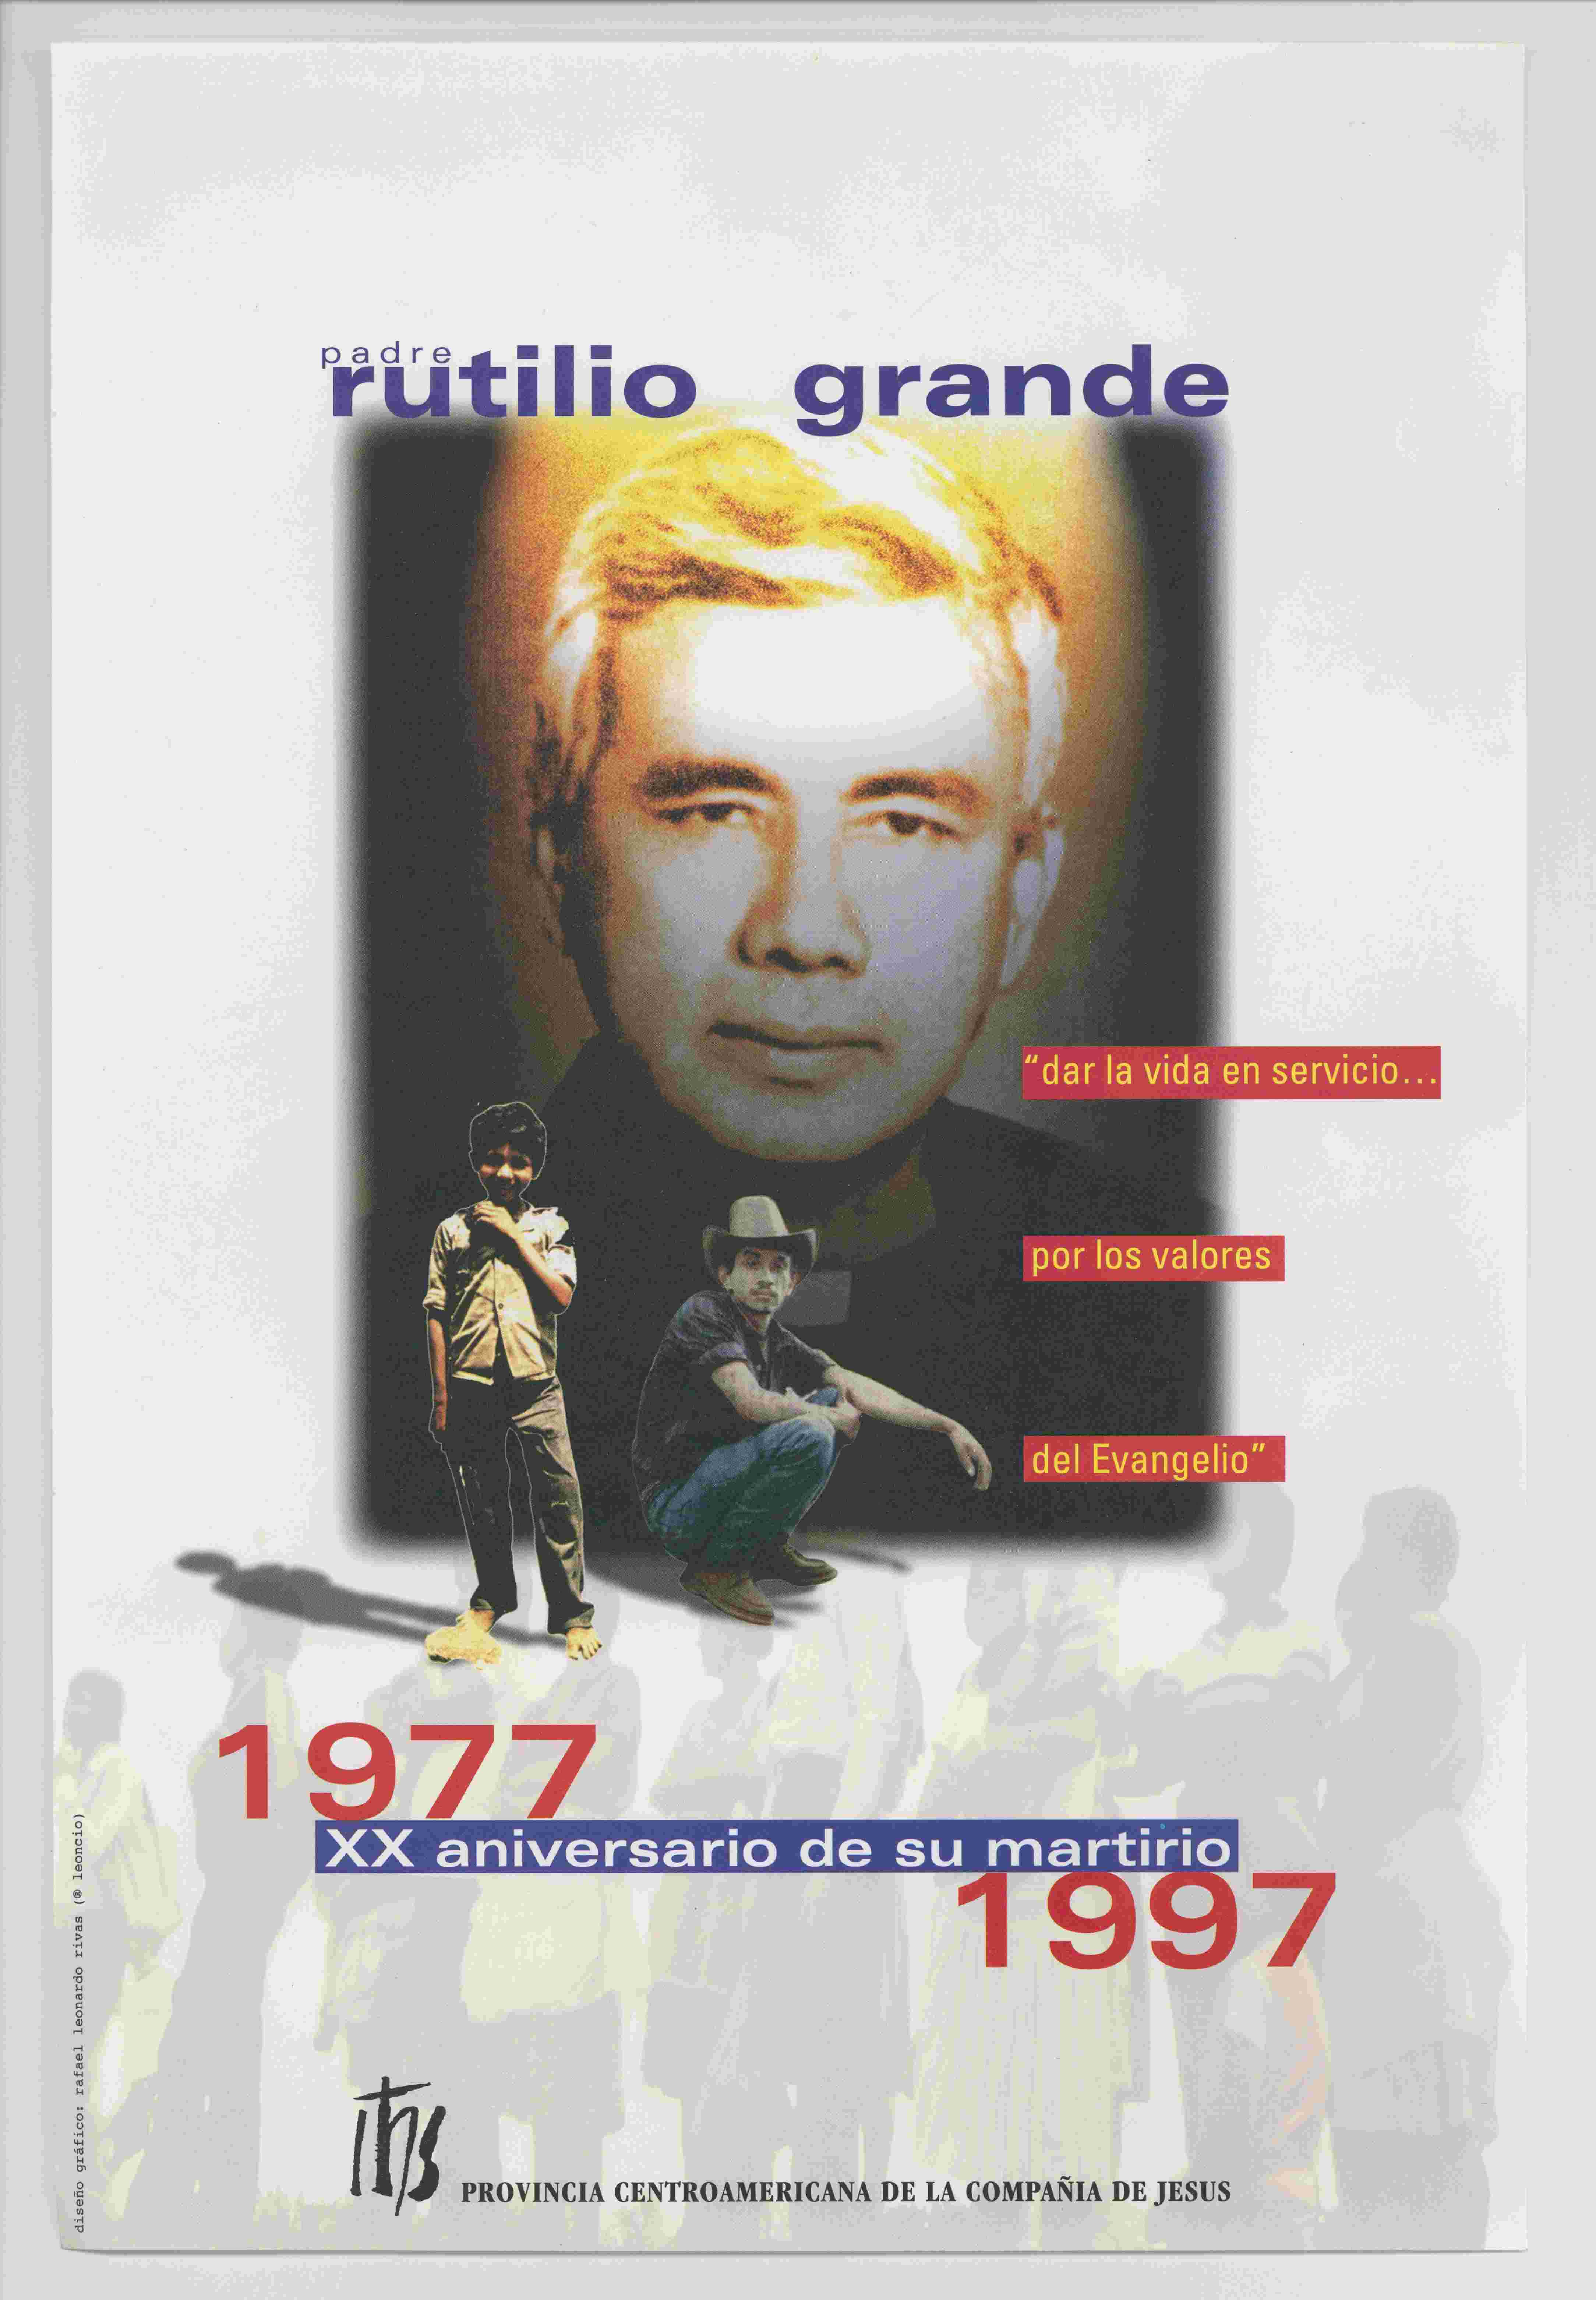 padre
rutilio grande
"dar la vida en servicio...
por los valores
del Evangelio"
1977
XX aniversario de su martirio
1997
ihs
PROVINCIA CENTROAMERICANA DE LA COMPAÑIA DE JESUS
diseño gráfico: rafael leonardo rivas (® leoncio)